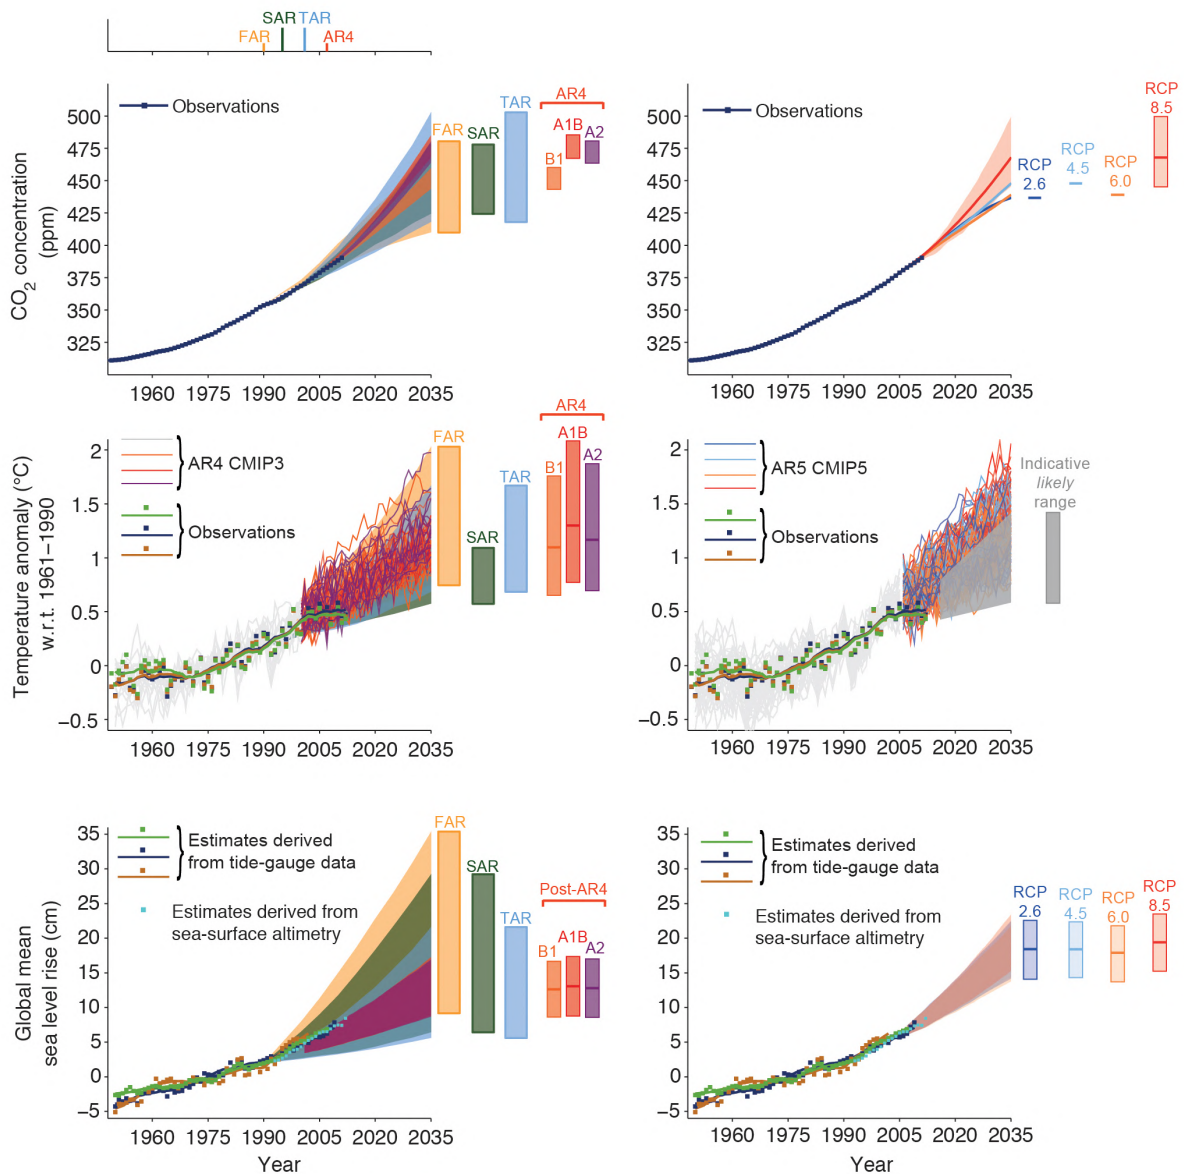 SAR TAR
FAR AR4
CO2 concentration
(ppm)
500
475
450
425
400
375
350
325
Observations
1960 1975 1990 2005 2020 2035
FAR
SAR
TAR
AR4
B1
A1B
A2
500
475
450
425
400
375
350
325
Observations
1960 1975 1990 2005 2020 2035
RCP
2.6
RCP
4.5
RCP
6.0
RCP
8.5
Temperature anomaly (°C)
w.r.t. 1961–1990
2
1.5
1
0.5
0
−0.5
AR4 CMIP3
Observations
1960 1975 1990 2005 2020 2035
FAR
SAR
TAR
AR4
B1
A1B
A2
2
1.5
1
0.5
0
−0.5
AR5 CMIP5
Observations
1960 1975 1990 2005 2020 2035
Indicative
likely
range
Global mean
sea level rise (cm)
35
30
25
20
15
10
5
0
−5
Estimates derived
from tide-gauge data
Estimates derived from
sea-surface altimetry
1960 1975 1990 2005 2020 2035
Year
FAR
SAR
TAR
Post-AR4
B1
A1B
A2
35
30
25
20
15
10
5
0
−5
Estimates derived
from tide-gauge data
Estimates derived from
sea-surface altimetry
1960 1975 1990 2005 2020 2035
Year
RCP
2.6
RCP
4.5
RCP
6.0
RCP
8.5